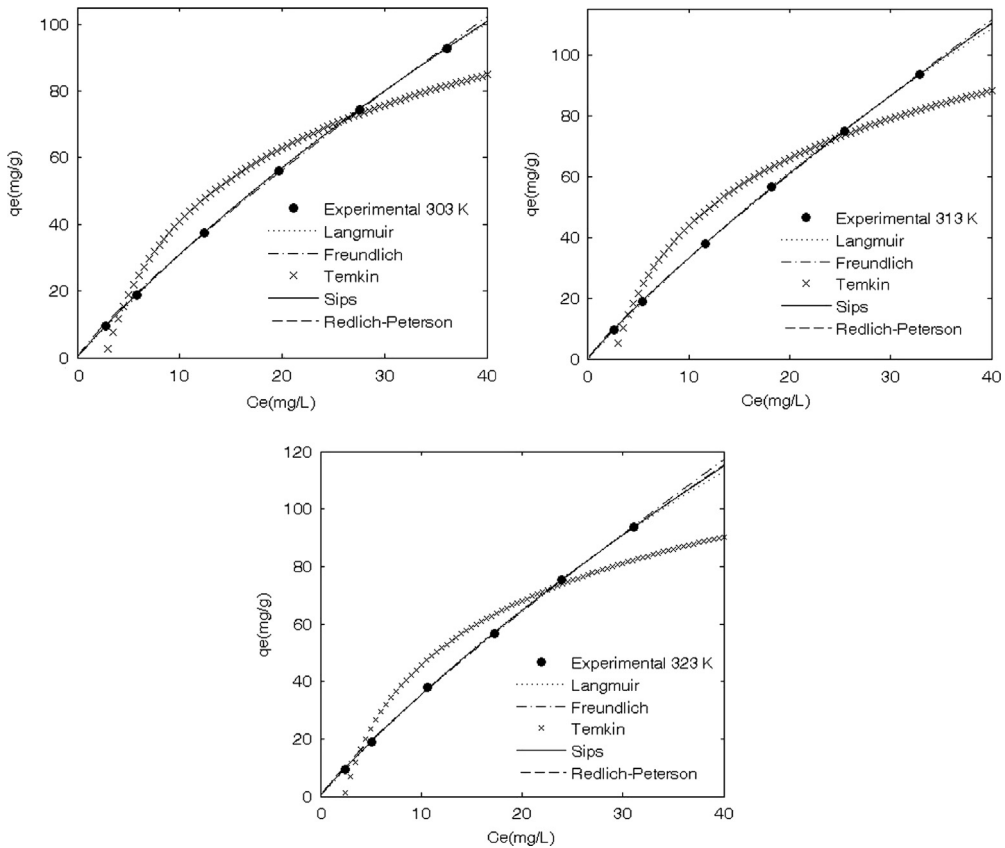 100
80
60
40
20
0
qe(mg/g)
0 10 20 30 40
Ce(mg/L)
Experimental 303 K
Langmuir
Freundlich
Temkin
Sips
Redlich-Peterson
100
80
60
40
20
0
qe(mg/g)
0 10 20 30 40
Ce(mg/L)
Experimental 313 K
Langmuir
Freundlich
Temkin
Sips
Redlich-Peterson
120
100
80
60
40
20
0
qe(mg/g)
0 10 20 30 40
Ce(mg/L)
Experimental 323 K
Langmuir
Freundlich
Temkin
Sips
Redlich-Peterson